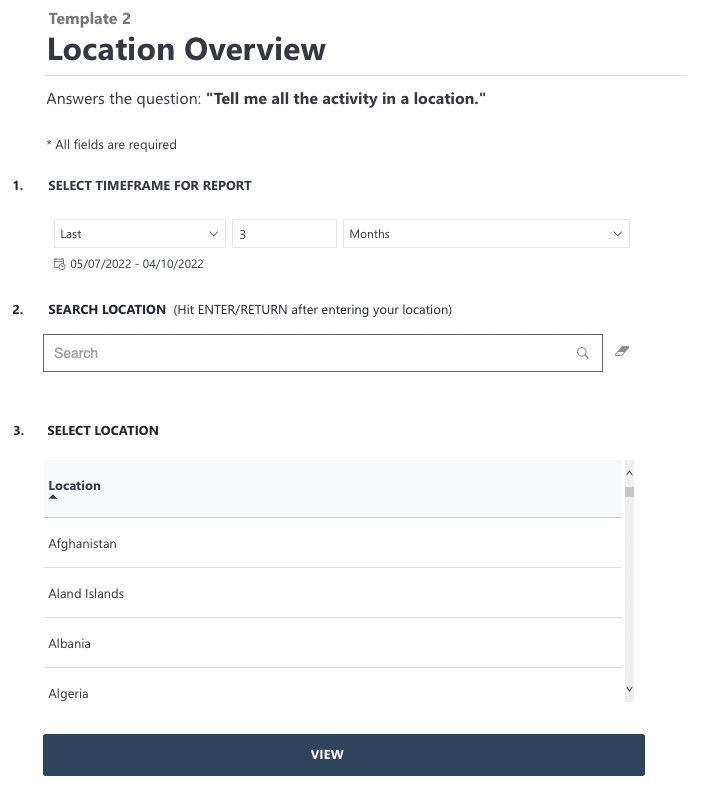 Template 2
Location Overview
Answers the question: "Tell me all the activity in a location."
* All fields are required
1. SELECT TIMEFRAME FOR REPORT
Last 3 Months
05/07/2022 - 04/10/2022
2. SEARCH LOCATION (Hit ENTER/RETURN after entering your location)
Search
3. SELECT LOCATION
Location
Afghanistan
Aland Islands
Albania
Algeria
VIEW